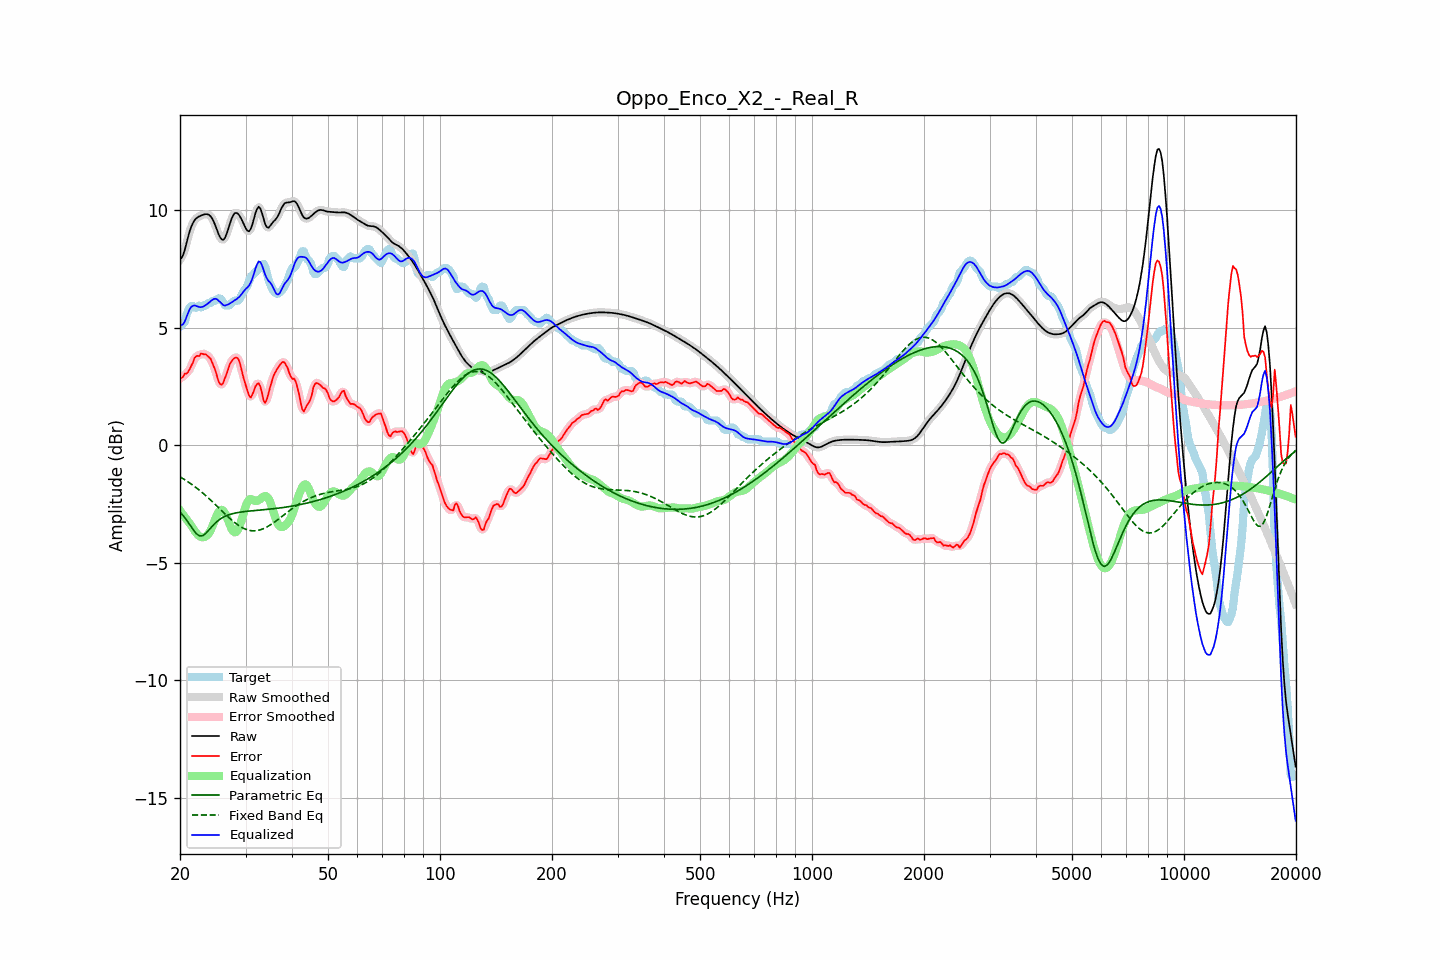 Oppo_Enco_X2_-_Real_R
Amplitude (dBr)
10
5
0
−5
−10
−15
Target
Raw Smoothed
Error Smoothed
Raw
Error
Equalization
Parametric Eq
Fixed Band Eq
Equalized
20 50 100 200 500 1000 2000 5000 10000 20000
Frequency (Hz)